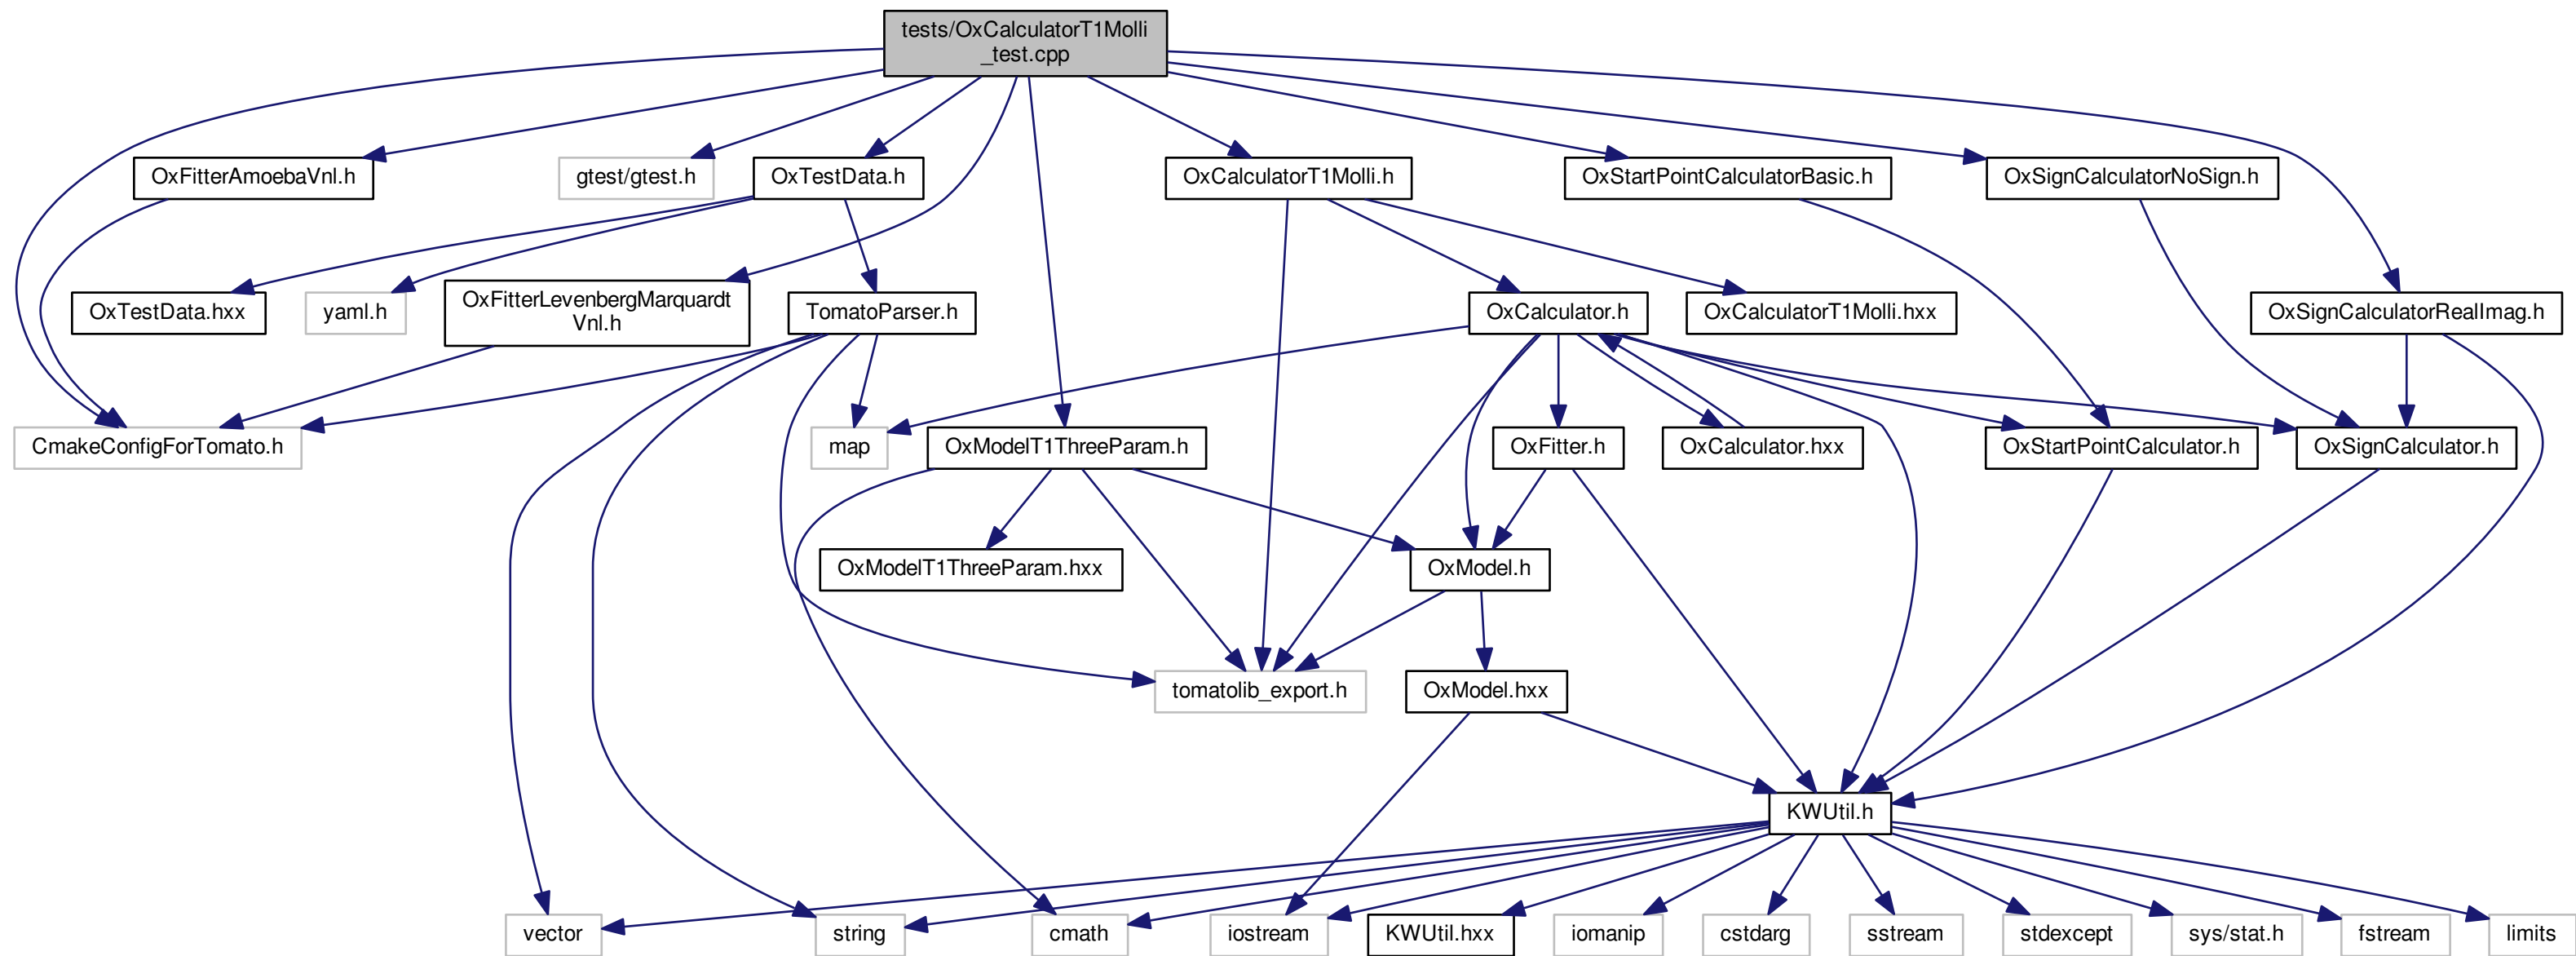 tests/OxCalculatorT1Molli
_test.cpp
OxFitterAmoebaVnl.h
gtest/gtest.h
OxTestData.h
OxCalculatorT1Molli.h
OxStartPointCalculatorBasic.h
OxSignCalculatorNoSign.h
OxTestData.hxx
yaml.h
OxFitterLevenbergMarquardt
Vnl.h
TomatoParser.h
OxCalculator.h
OxCalculatorT1Molli.hxx
OxSignCalculatorRealImag.h
CmakeConfigForTomato.h
map
OxModelT1ThreeParam.h
OxFitter.h
OxCalculator.hxx
OxStartPointCalculator.h
OxSignCalculator.h
OxModelT1ThreeParam.hxx
OxModel.h
tomatolib_export.h
OxModel.hxx
KWUtil.h
vector
string
cmath
iostream
KWUtil.hxx
iomanip
cstdarg
sstream
stdexcept
sys/stat.h
fstream
limits